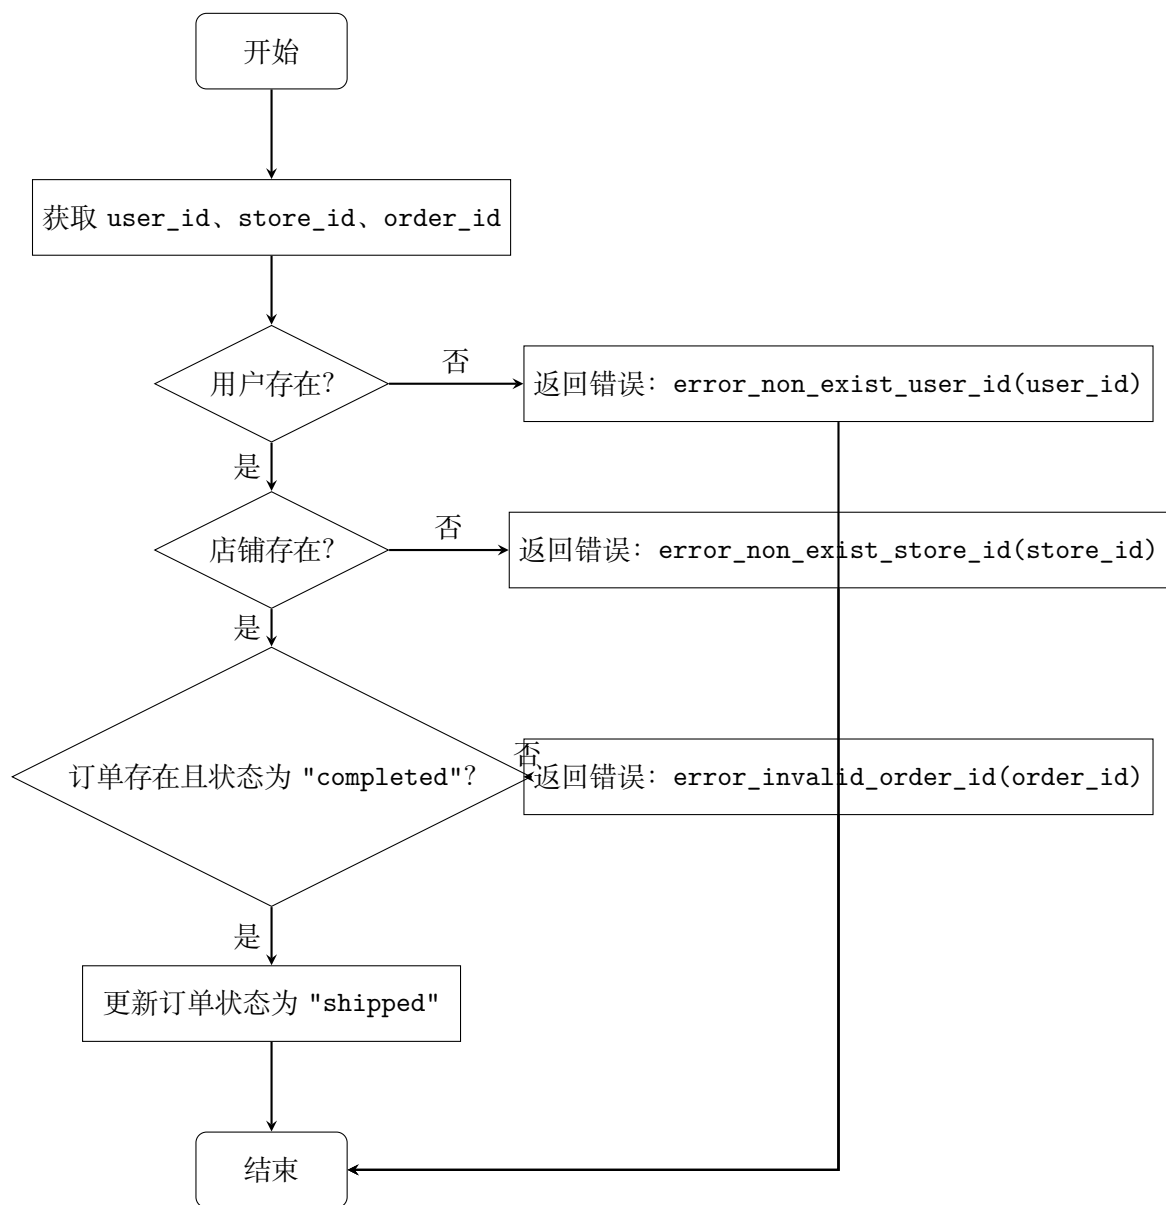 开始
获取 user_id、store_id、order_id
用户存在?
否
返回错误: error_non_exist_user_id(user_id)
是
店铺存在?
否
返回错误: error_non_exist_store_id(store_id)
是
订单存在且状态为 "completed"?
否
返回错误: error_invalid_order_id(order_id)
是
更新订单状态为 "shipped"
结束